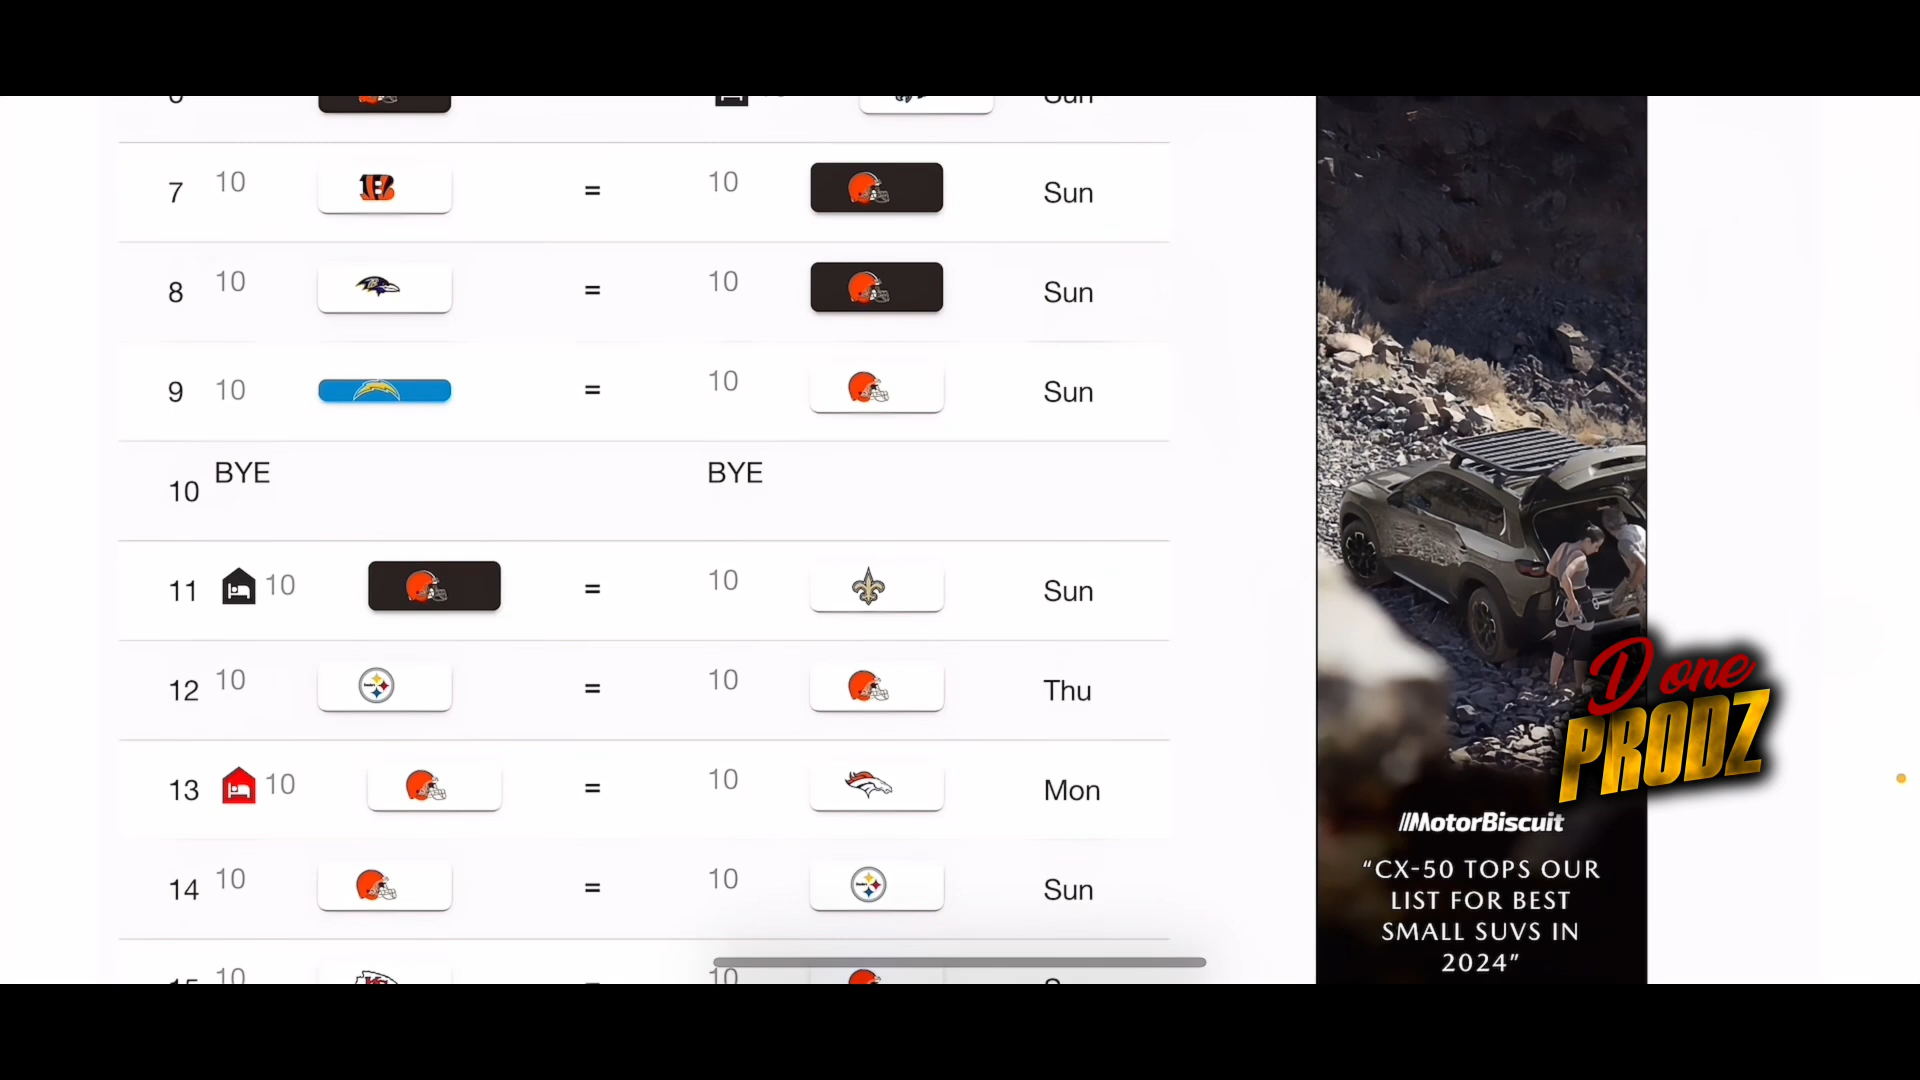 7 10 = 10 Sun
8 10 = 10 Sun
9 10 = 10 Sun
10 BYE BYE
11 10 = 10 Sun
12 10 = 10 Thu
13 10 = 10 Mon
14 10 = 10 Sun
D one
PRODZ
MotorBiscuit
“CX-50 TOPS OUR
LIST FOR BEST
SMALL SUVS IN
2024”